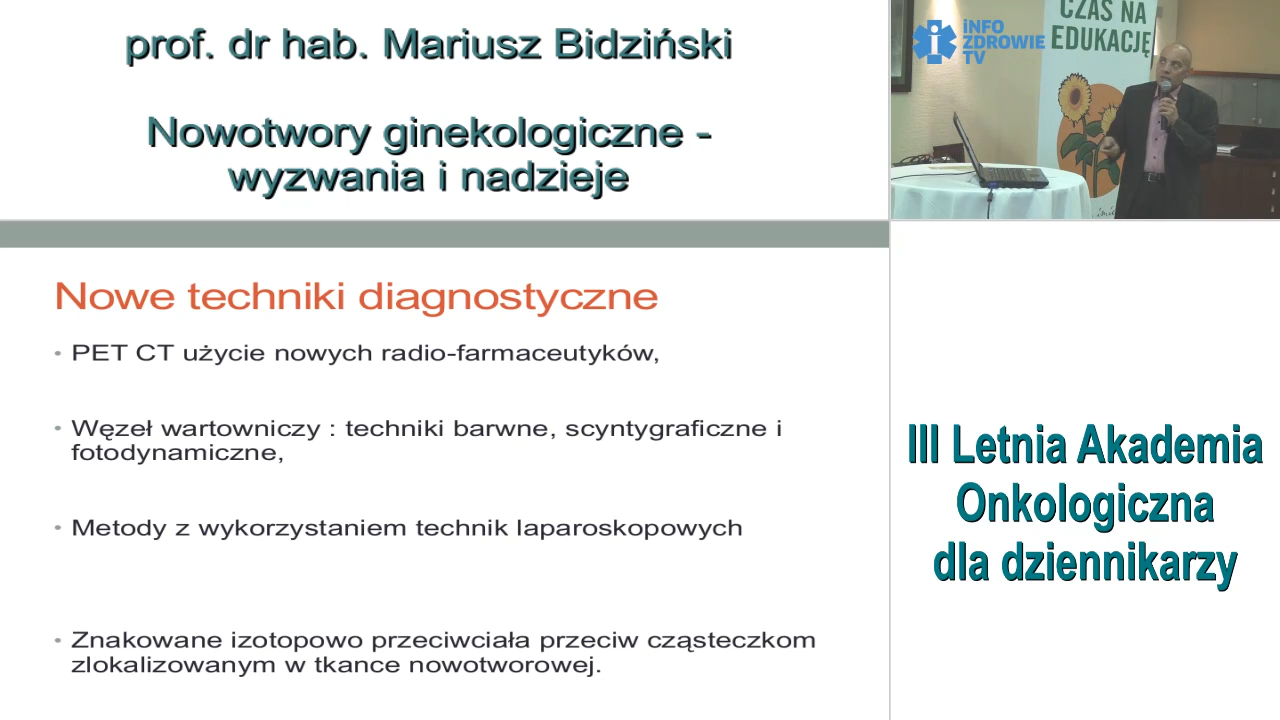 prof. dr hab. Mariusz Bidziński
Nowotwory ginekologiczne -
wyzwania i nadzieje
iNFO
ZDROWIE
TV
CZAS NA
EDUKACJĘ
Nowe techniki diagnostyczne
• PET CT użycie nowych radio-farmaceutyków,
• Węzeł wartowniczy : techniki barwne, scyntygraficzne i
fotodynamiczne,
• Metody z wykorzystaniem technik laparoskopowych
• Znakowane izotopowo przeciwciała przeciw cząsteczkom
zlokalizowanym w tkance nowotworowej.
III Letnia Akademia
Onkologiczna
dla dziennikarzy